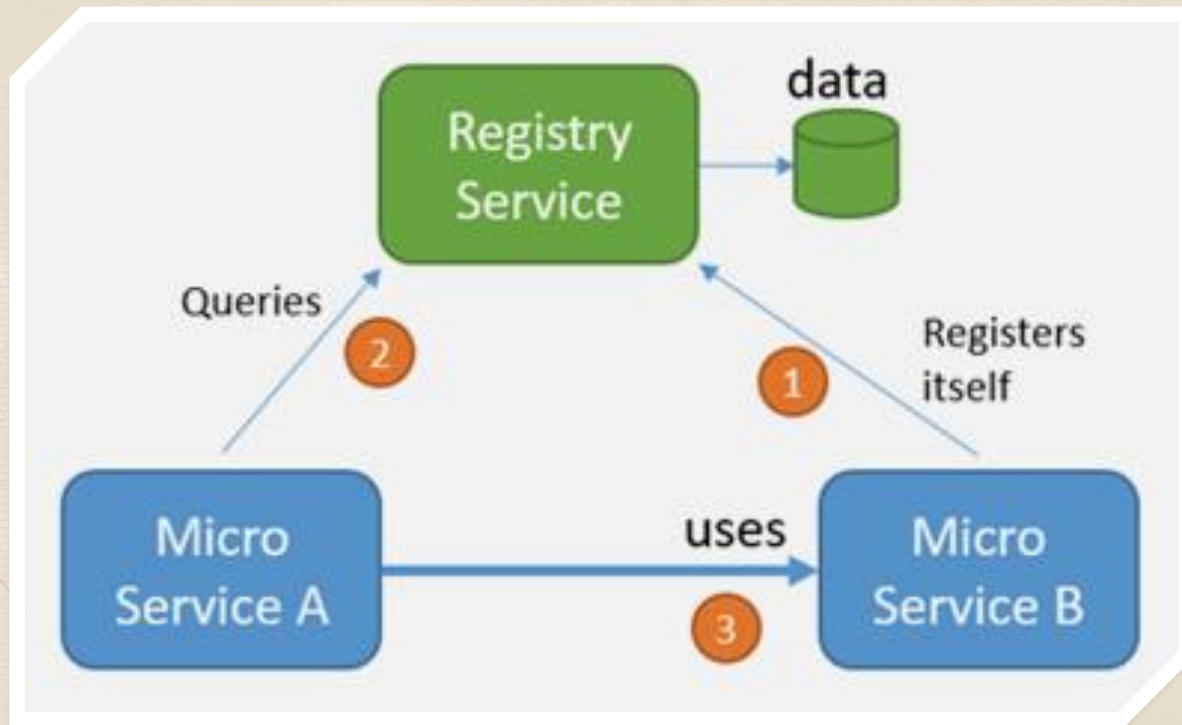 data
Registry
Service
Queries
2
1
Registers
itself
uses
Micro
Service A
Micro
Service B
3